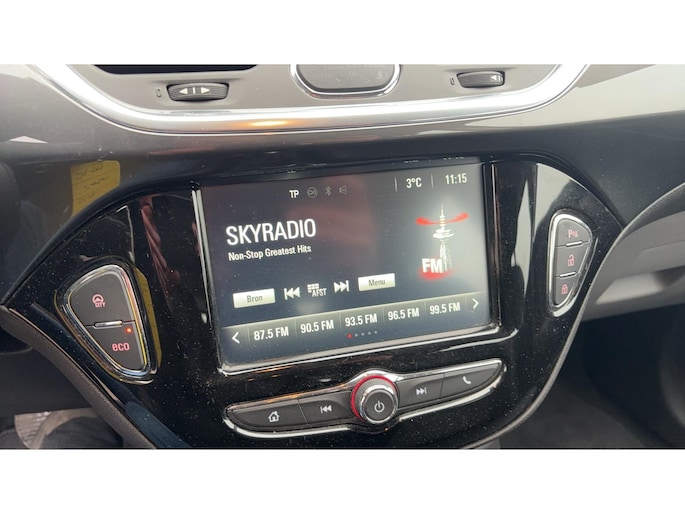 TP 3°C 11:15
SKYRADIO
Non-Stop Greatest Hits
FM
Bron AFST Menu
87.5 FM 90.5 FM 93.5 FM 96.5 FM 99.5 FM
CITY
eco